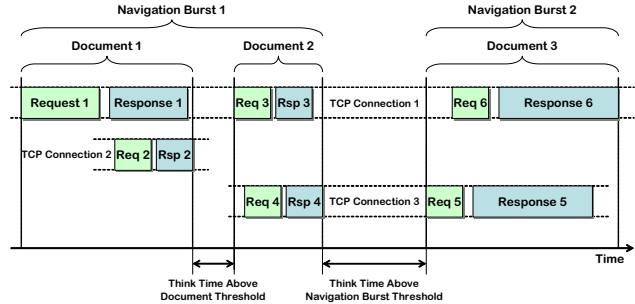 Navigation Burst 1 Navigation Burst 2
Document 1 Document 2 Document 3
Request 1 Response 1 Req 3 Rsp 3 TCP Connection 1 Req 6 Response 6
TCP Connection 2 Req 2 Rsp 2
Req 4 Rsp 4 TCP Connection 3 Req 5 Response 5
Time
Think Time Above Think Time Above
Document Threshold Navigation Burst Threshold